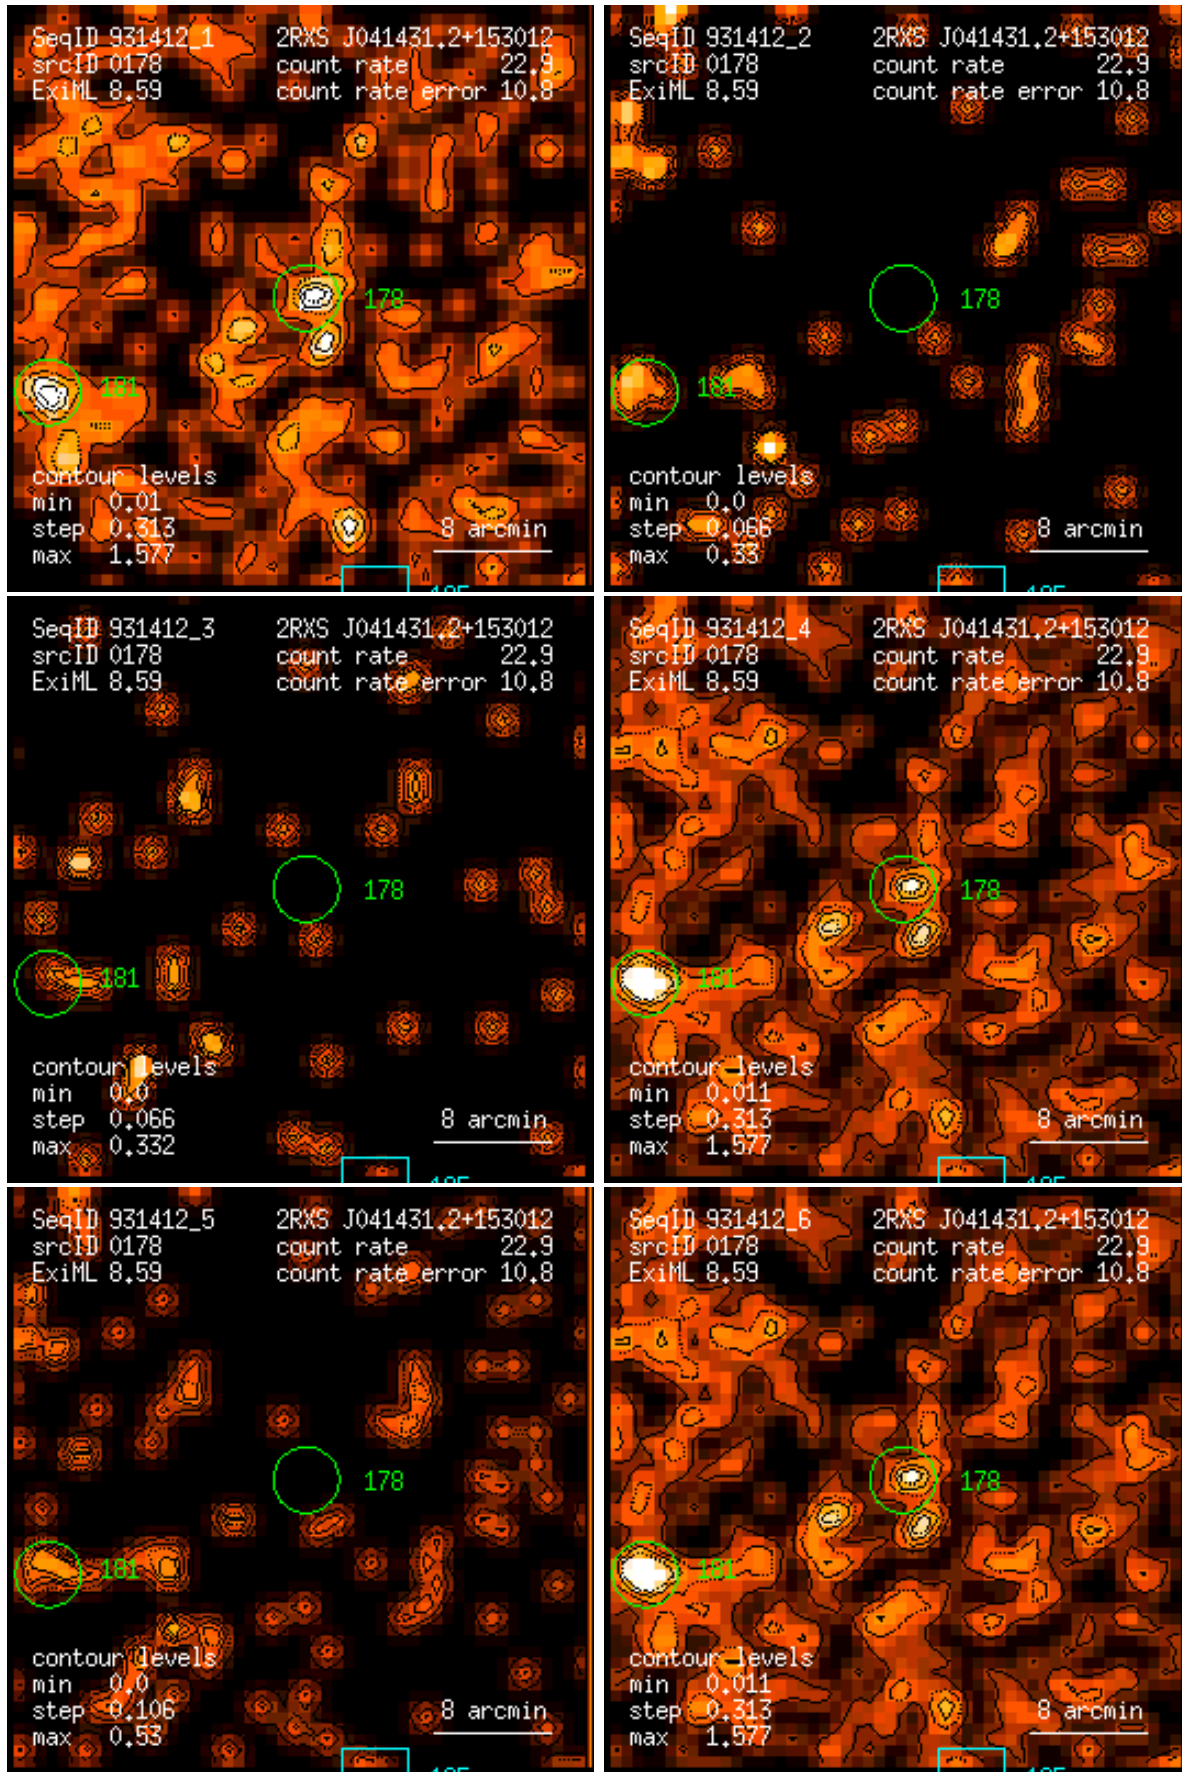 SeqID 931412_1 2RXS J041431.2+153012
srcID 0178 count rate 22.9
ExiML 8.59 count rate error 10.8
178
181
contour levels
min 0.01
step 0.313 8 arcmin
max 1.577
SeqID 931412_2 2RXS J041431.2+153012
srcID 0178 count rate 22.9
ExiML 8.59 count rate error 10.8
178
181
contour levels
min 0.0
step 0.066 8 arcmin
max 0.33
SeqID 931412_3 2RXS J041431.2+153012
srcID 0178 count rate 22.9
ExiML 8.59 count rate error 10.8
178
181
contour levels
min 0.0
step 0.066 8 arcmin
max 0.332
SeqID 931412_4 2RXS J041431.2+153012
srcID 0178 count rate 22.9
ExiML 8.59 count rate error 10.8
178
181
contour levels
min 0.011
step 0.313 8 arcmin
max 1.577
SeqID 931412_5 2RXS J041431.2+153012
srcID 0178 count rate 22.9
ExiML 8.59 count rate error 10.8
178
181
contour levels
min 0.0
step 0.106 8 arcmin
max 0.53
SeqID 931412_6 2RXS J041431.2+153012
srcID 0178 count rate 22.9
ExiML 8.59 count rate error 10.8
178
181
contour levels
min 0.011
step 0.313 8 arcmin
max 1.577